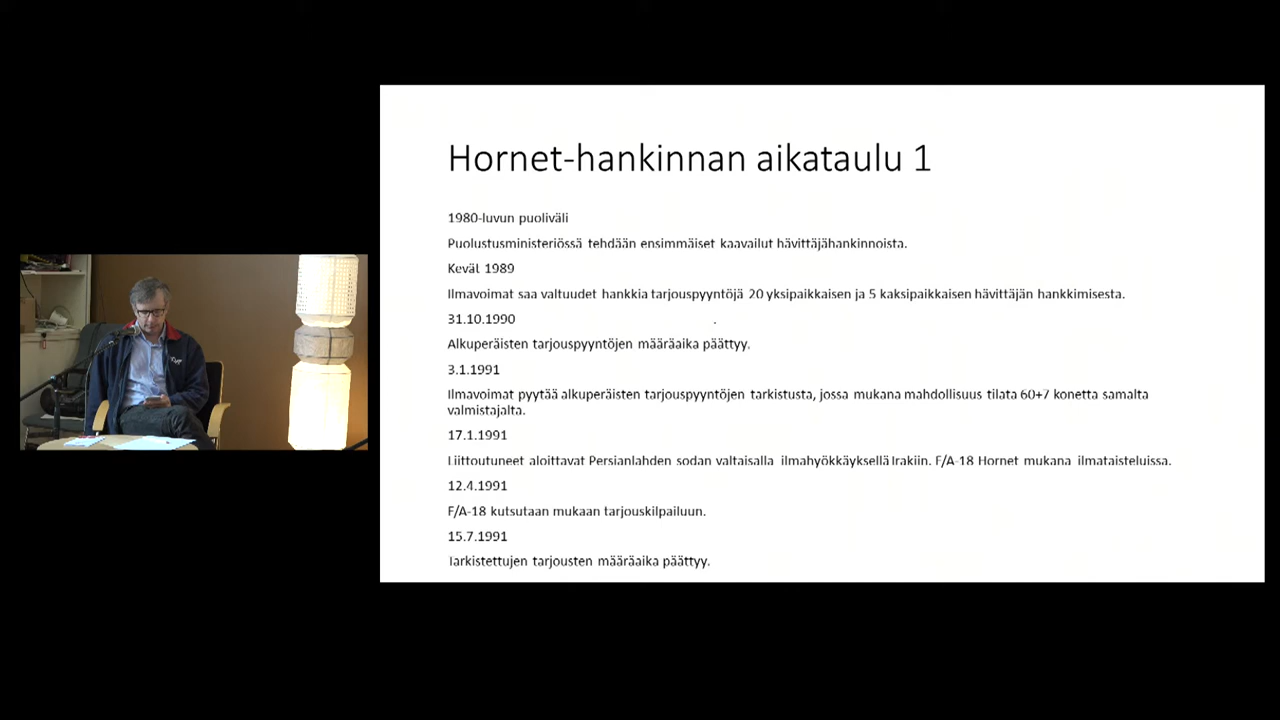 Hornet-hankinnan aikataulu 1
1980-luvun puoliväli
Puolustusministeriössä tehdään ensimmäiset kaavailut hävittäjähankinnoista.
Kevät 1989
Ilmavoimat saa valtuudet hankkia tarjouspyyntöjä 20 yksipaikkaisen ja 5 kaksipaikkaisen hävittäjän hankkimisesta.
31.10.1990
Alkuperäisten tarjouspyyntöjen määräaika päättyy.
3.1.1991
Ilmavoimat pyytää alkuperäisten tarjouspyyntöjen tarkistusta, jossa mukana mahdollisuus tilata 60+7 konetta samalta
valmistajalta.
17.1.1991
Liittoutuneet aloittavat Persianlahden sodan valtaisalla ilmahyökkäyksellä Irakiin. F/A-18 Hornet mukana ilmataisteluissa.
12.4.1991
F/A-18 kutsutaan mukaan tarjouskilpailuun.
15.7.1991
Tarkistettujen tarjousten määräaika päättyy.